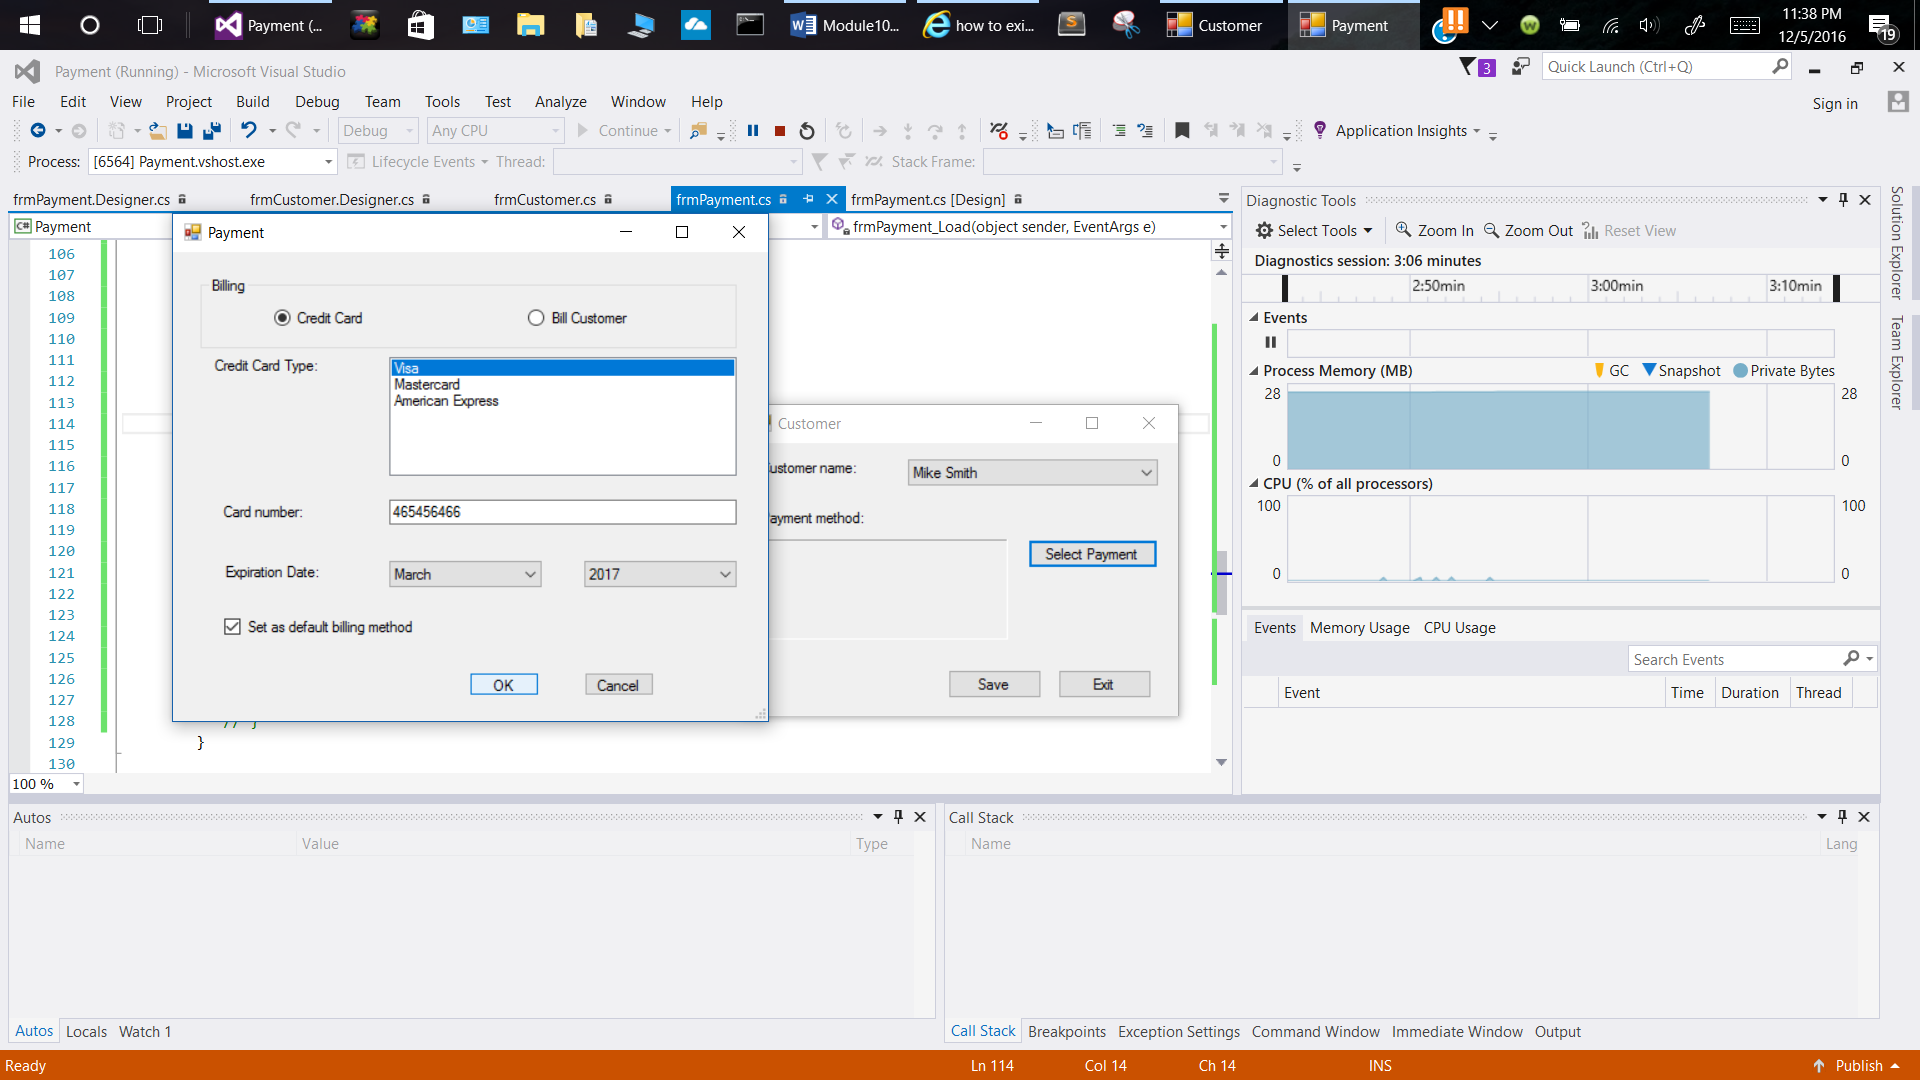 Payment (...
Module10...
how to exi...
Customer
Payment
11:38 PM
12/5/2016
19
Payment (Running) - Microsoft Visual Studio
3
Quick Launch (Ctrl+Q)
File Edit View Project Build Debug Team Tools Test Analyze Window Help
Sign in
Debug
Any CPU
Continue
Application Insights
Process: [6564] Payment.vshost.exe
Lifecycle Events
Thread:
Stack Frame:
frmPayment.Designer.cs
frmCustomer.Designer.cs
frmCustomer.cs
frmPayment.cs
frmPayment.cs [Design]
C# Payment
frmPayment_Load(object sender, EventArgs e)
106
107
108
109
110
111
112
113
114
115
116
117
118
119
120
121
122
123
124
125
126
127
128
// }
129
}
130
100 %
Payment
Billing
Credit Card
Bill Customer
Credit Card Type:
Visa
Mastercard
American Express
Card number:
465456466
Expiration Date:
March
2017
Set as default billing method
OK
Cancel
Customer
ustomer name:
Mike Smith
ayment method:
Select Payment
Save
Exit
Diagnostic Tools
Select Tools
Zoom In
Zoom Out
Reset View
Diagnostics session: 3:06 minutes
2:50min
3:00min
3:10min
Events
Process Memory (MB)
GC
Snapshot
Private Bytes
28
28
0
0
CPU (% of all processors)
100
100
0
0
Events
Memory Usage
CPU Usage
Search Events
Event
Time
Duration
Thread
Solution Explorer
Team Explorer
Autos
Name
Value
Type
Autos
Locals
Watch 1
Call Stack
Name
Lang
Call Stack
Breakpoints
Exception Settings
Command Window
Immediate Window
Output
Ready
Ln 114
Col 14
Ch 14
INS
Publish